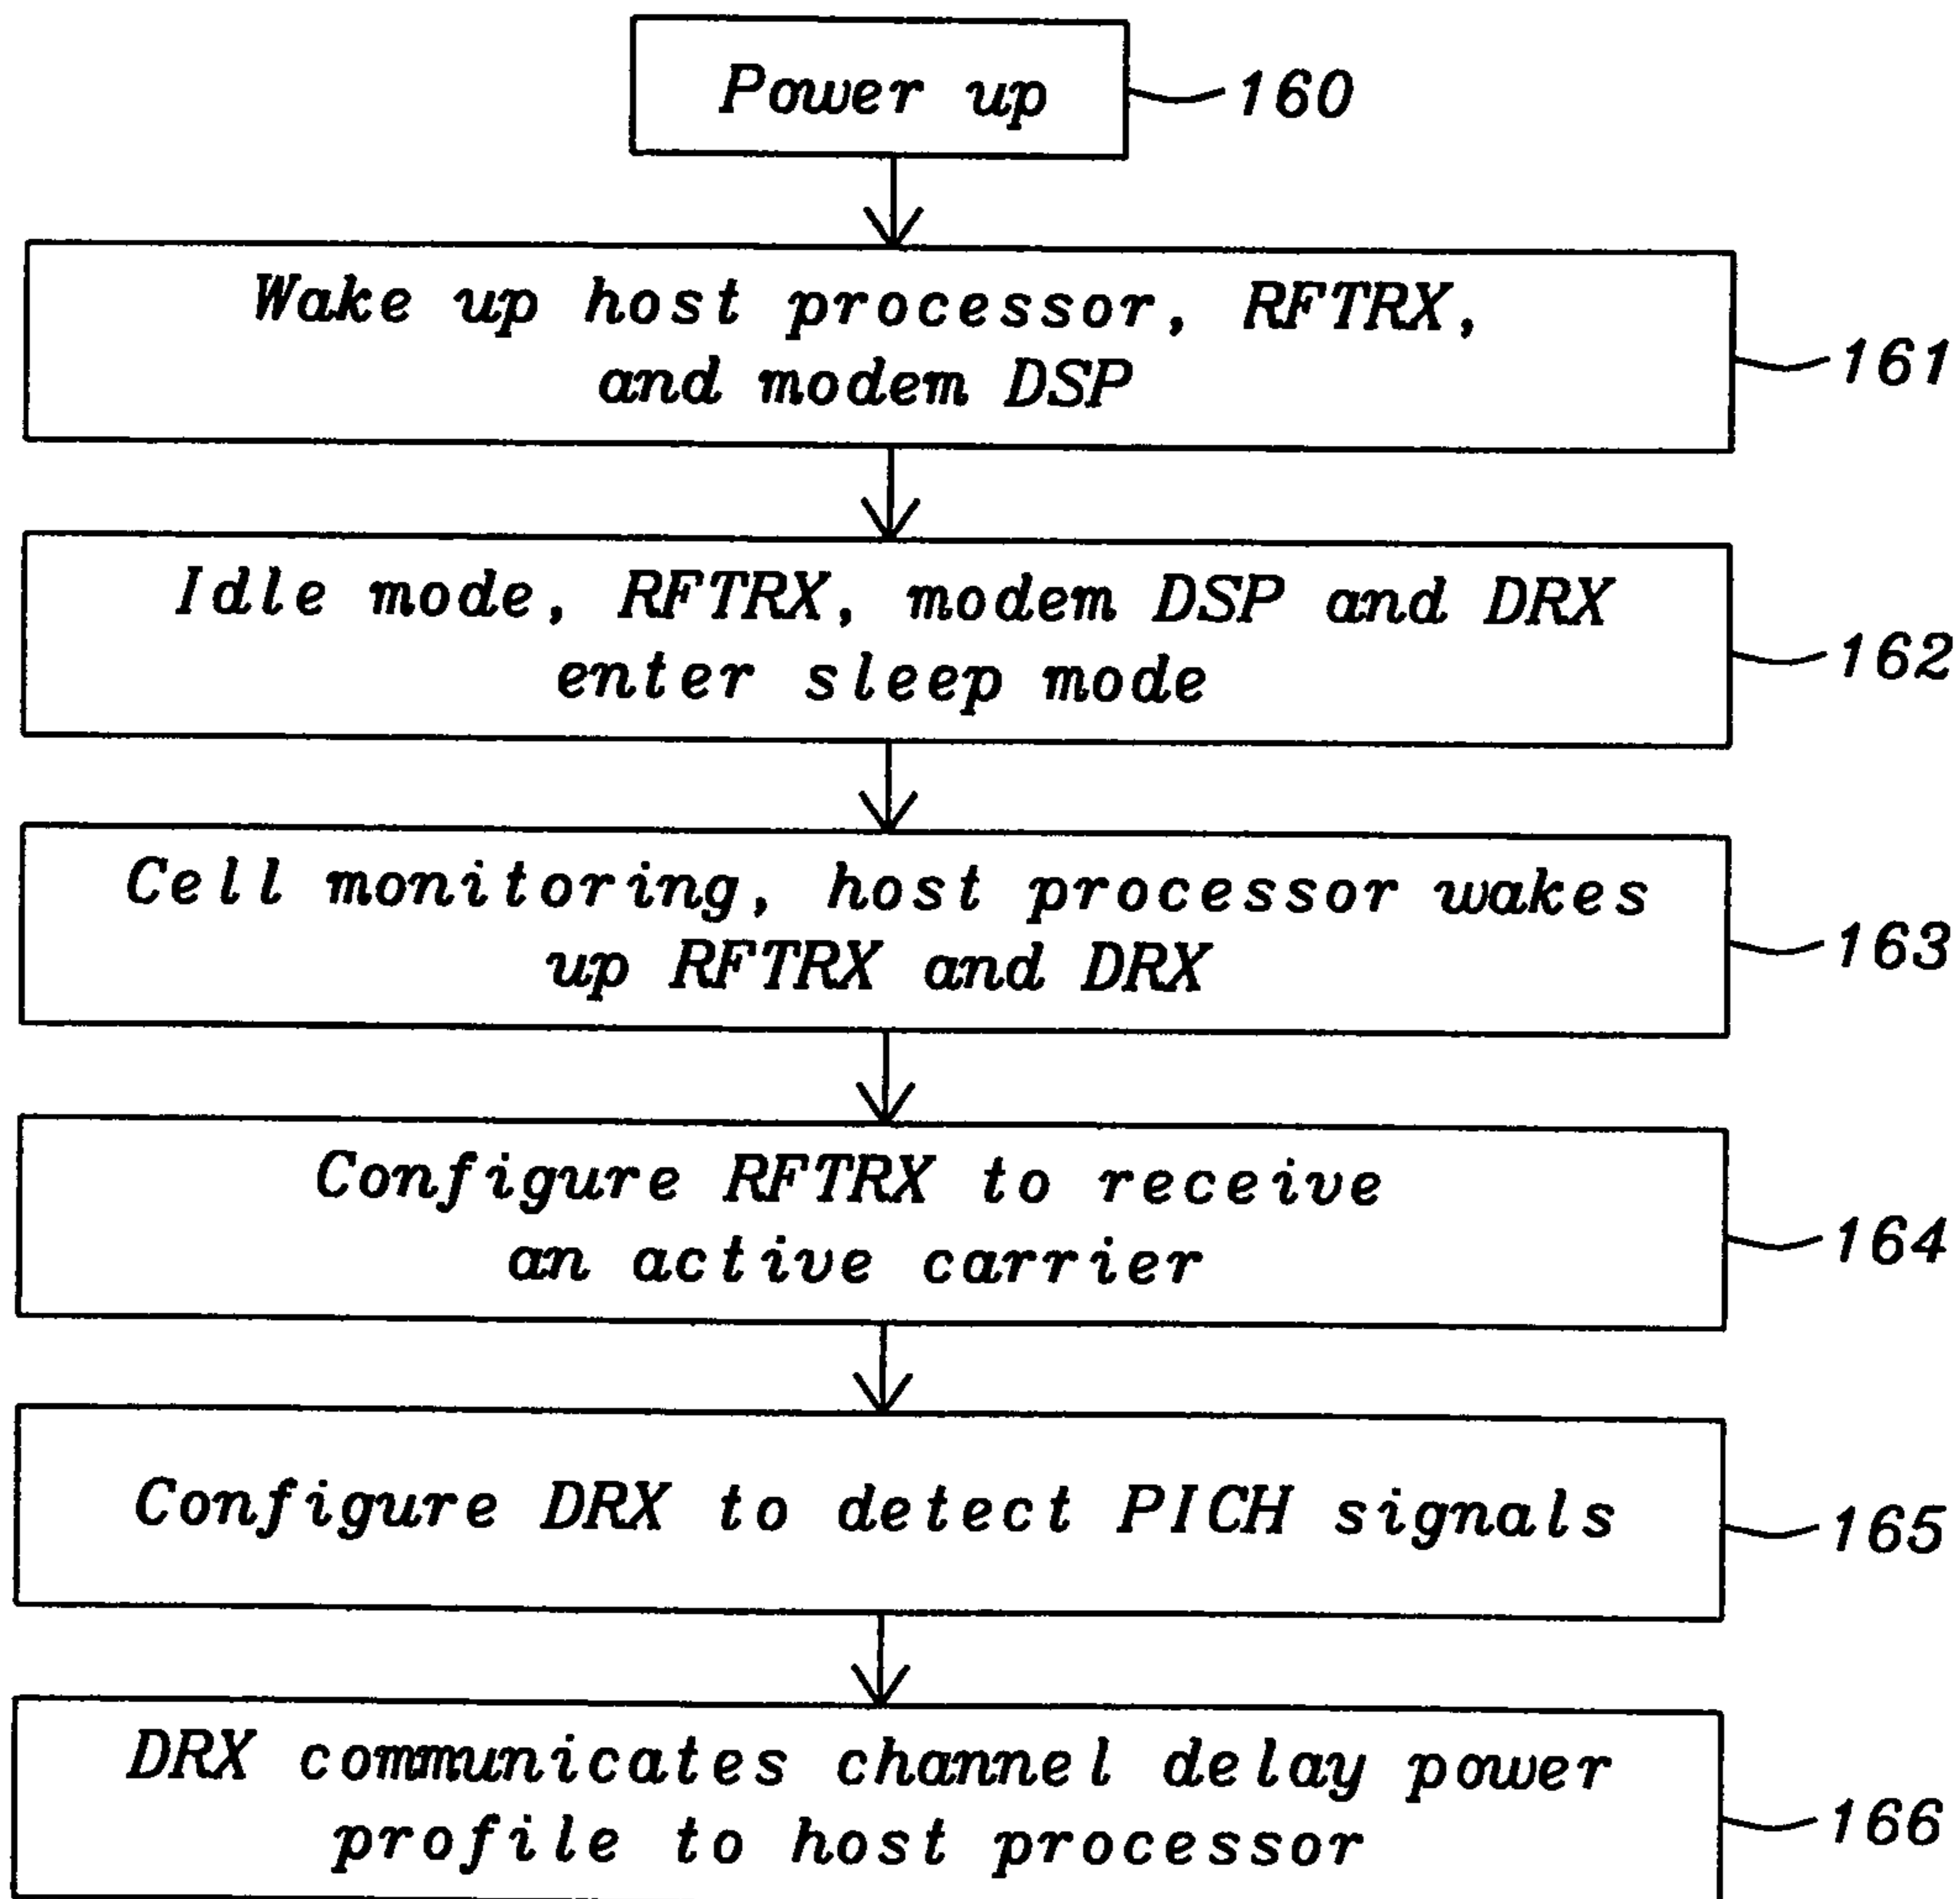 Power up
160
Wake up host processor, RFTRX,
and modem DSP
161
Idle mode, RFTRX, modem DSP and DRX
enter sleep mode
162
Cell monitoring, host processor wakes
up RFTRX and DRX
163
Configure RFTRX to receive
an active carrier
164
Configure DRX to detect PICH signals
165
DRX communicates channel delay power
profile to host processor
166